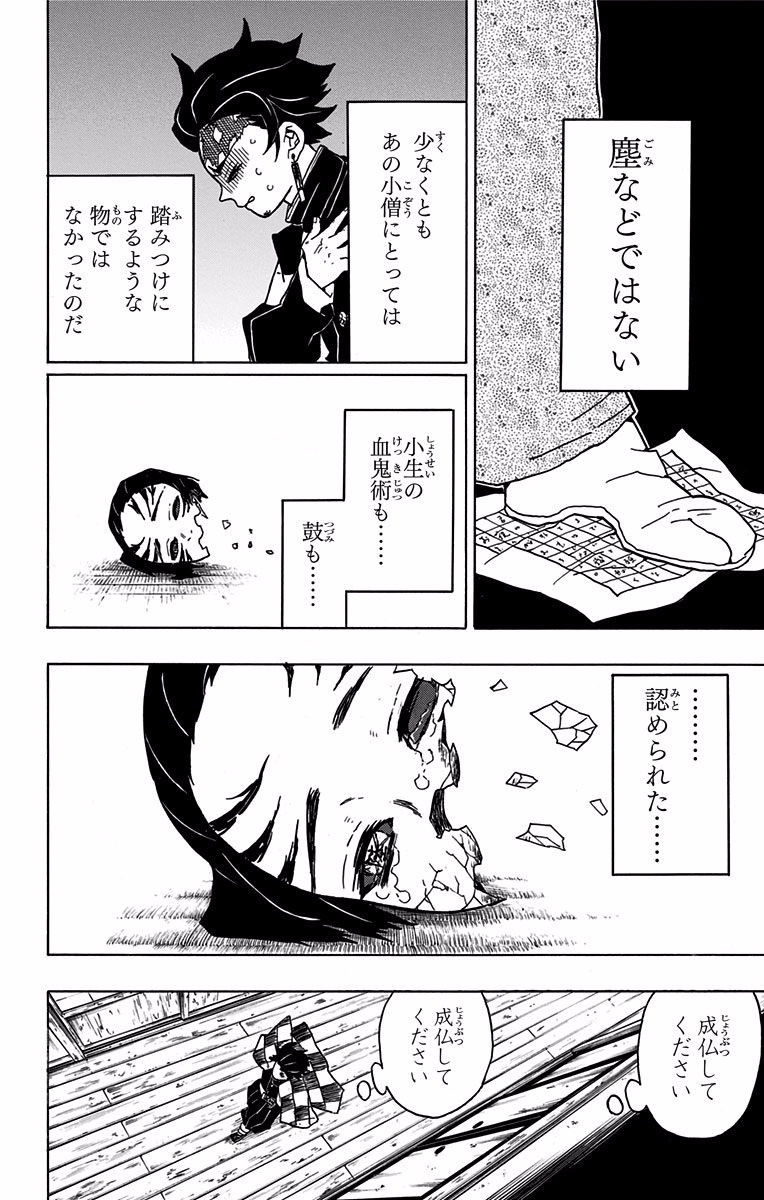 塵などではない
少なくとも
あの小僧にとっては
踏みつけに
するような
物では
なかったのだ
小生の
血鬼術も……
鼓も……
………
認められた……
成仏して
ください
成仏して
ください